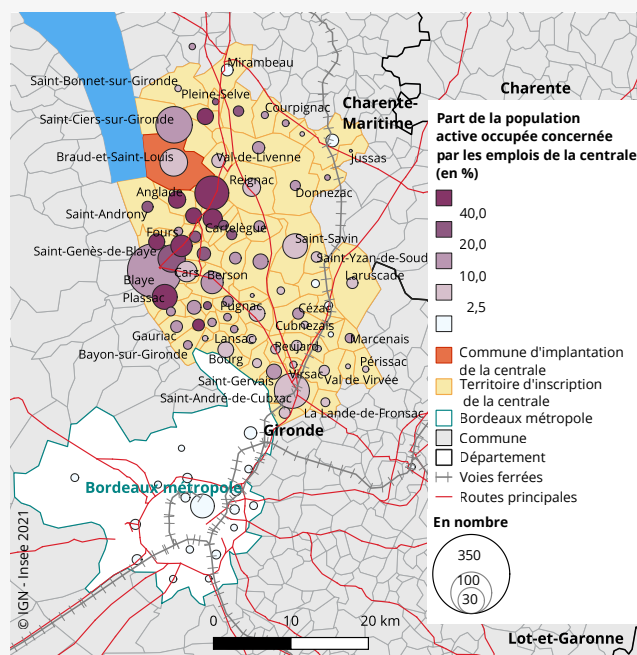 Mirambeau
Saint-Bonnet-sur-Gironde
Charente
Pleine-Selve
Charente-
Maritime
Courpignac
Saint-Ciers-sur-Gironde
Braud-et-Saint-Louis
Val-de-Livenne
Jussas
Reignac
Anglade
Donnezac
Saint-Androny
Cartelègue
Fours
Saint-Savin
Saint-Genès-de-Blaye
Saint-Yzan-de-Soud
Cars
Berson
Laruscade
Blaye
Plassac
Pugnac
Cézac
Cubnezais
Gauriac
Lansac
Marcenais
Reujard
Bayon-sur-Gironde
Bourg
Périssac
Virsac
Saint-Gervais
Val de Virvée
Saint-André-de-Cubzac
La Lande-de-Fronsac
Gironde
Bordeaux métropole
© IGN - Insee 2021
0 10 20 km
Lot-et-Garonne
Part de la population
active occupée concernée
par les emplois de la centrale
(en %)
40,0
20,0
10,0
2,5
Commune d'implantation
de la centrale
Territoire d'inscription
de la centrale
Bordeaux métropole
Commune
Département
Voies ferrées
Routes principales
En nombre
350
100
30